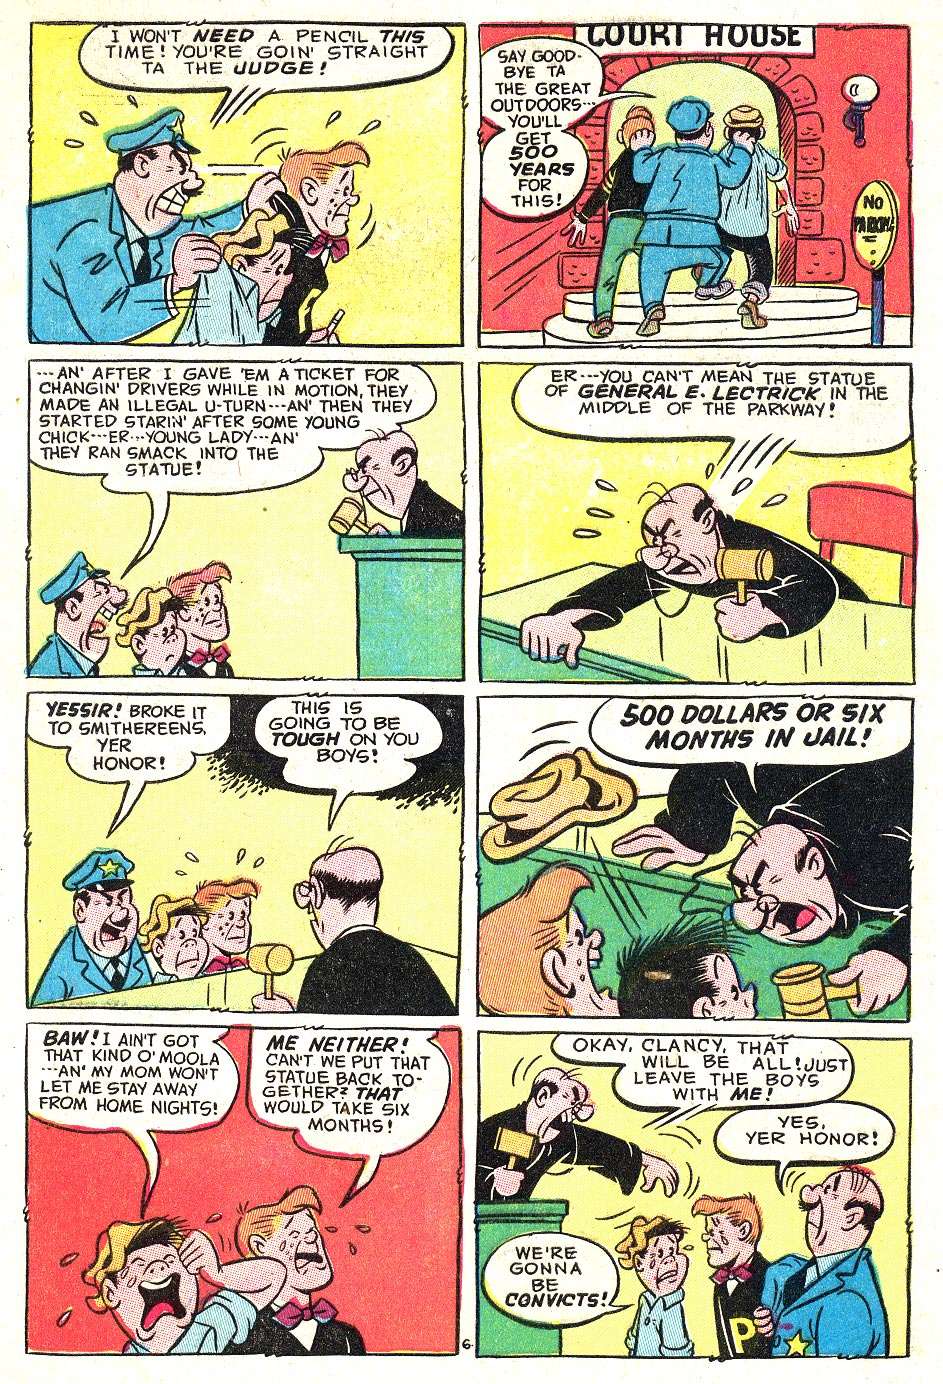 I WON'T NEED A PENCIL THIS
TIME! YOU'RE GOIN' STRAIGHT
TA THE JUDGE!
COURT HOUSE
SAY GOOD-
BYE TA
THE GREAT
OUTDOORS---
YOU'LL
GET
500
YEARS
FOR
THIS!
NO
PARKING
---AN' AFTER I GAVE 'EM A TICKET FOR
CHANGIN' DRIVERS WHILE IN MOTION, THEY
MADE AN ILLEGAL U-TURN---AN' THEN THEY
STARTED STARIN' AFTER SOME YOUNG
CHICK---ER---YOUNG LADY---AN'
THEY RAN SMACK INTO THE
STATUE!
ER---YOU CAN'T MEAN THE STATUE
OF GENERAL E. LECTRICK IN THE
MIDDLE OF THE PARKWAY!
YESSIR! BROKE IT
TO SMITHEREENS,
YER
HONOR!
THIS IS
GOING TO BE
TOUGH ON YOU
BOYS!
500 DOLLARS OR SIX
MONTHS IN JAIL!
BAW! I AIN'T GOT
THAT KIND O' MOOLA
---AN' MY MOM WON'T
LET ME STAY AWAY
FROM HOME NIGHTS!
ME NEITHER!
CAN'T WE PUT THAT
STATUE BACK TO-
GETHER? THAT
WOULD TAKE SIX
MONTHS!
6
OKAY, CLANCY, THAT
WILL BE ALL! JUST
LEAVE THE BOYS
WITH ME!
YES,
YER HONOR!
WE'RE
GONNA
BE
CONVICTS!
P